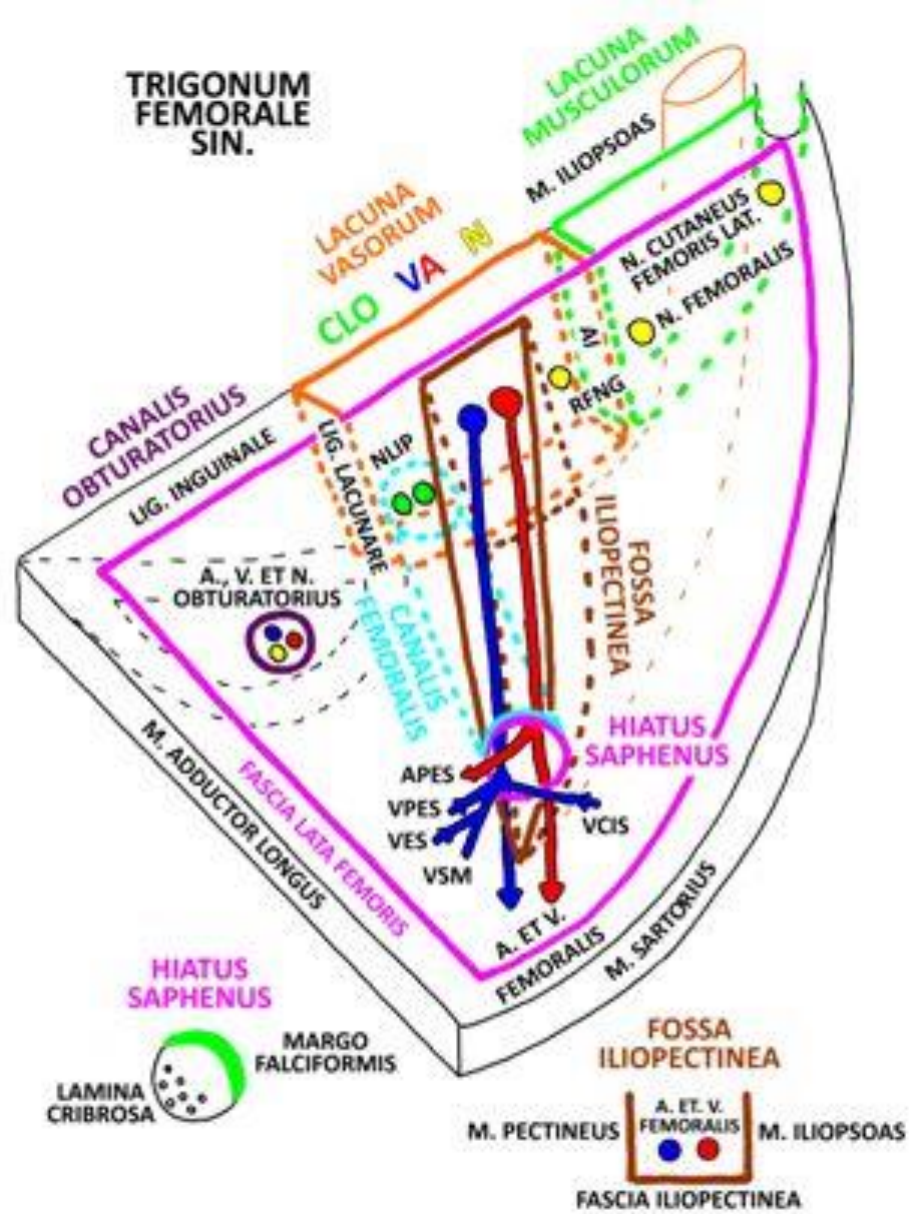 TRIGONUM
FEMORALE
SIN.
LACUNA
MUSCULORUM
M. ILIOPSOAS
LACUNA
VASORUM
CLO
VA
N
N. CUTANEUS
FEMORIS LAT.
N. FEMORALIS
AI
RFNG
CANALIS
OBTURATORIUS
LIG. INGUINALE
LIG. LACUNARE
NLIP
A., V. ET N.
OBTURATORIUS
CANALIS
FEMORALIS
FOSSA
ILIOPECTINEA
HIATUS
SAPHENUS
APES
VPES
VES
VSM
VCIS
M. ADDUCTOR LONGUS
FASCIA LATA FEMORIS
A. ET V.
FEMORALIS
M. SARTORIUS
HIATUS
SAPHENUS
MARGO
FALCIFORMIS
LAMINA
CRIBROSA
FOSSA
ILIOPECTINEA
A. ET. V.
FEMORALIS
M. PECTINEUS
M. ILIOPSOAS
FASCIA ILIOPECTINEA